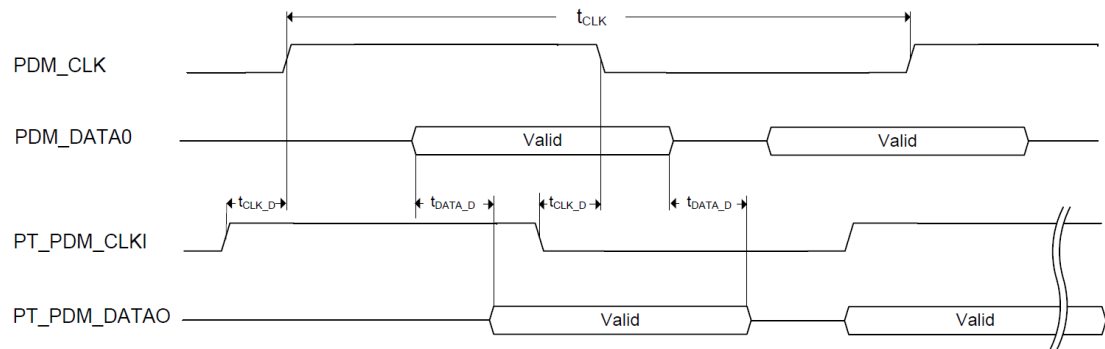 tCLK
PDM_CLK
PDM_DATA0
Valid
Valid
tCLK_D
tDATA_D
tCLK_D
tDATA_D
PT_PDM_CLKI
PT_PDM_DATAO
Valid
Valid